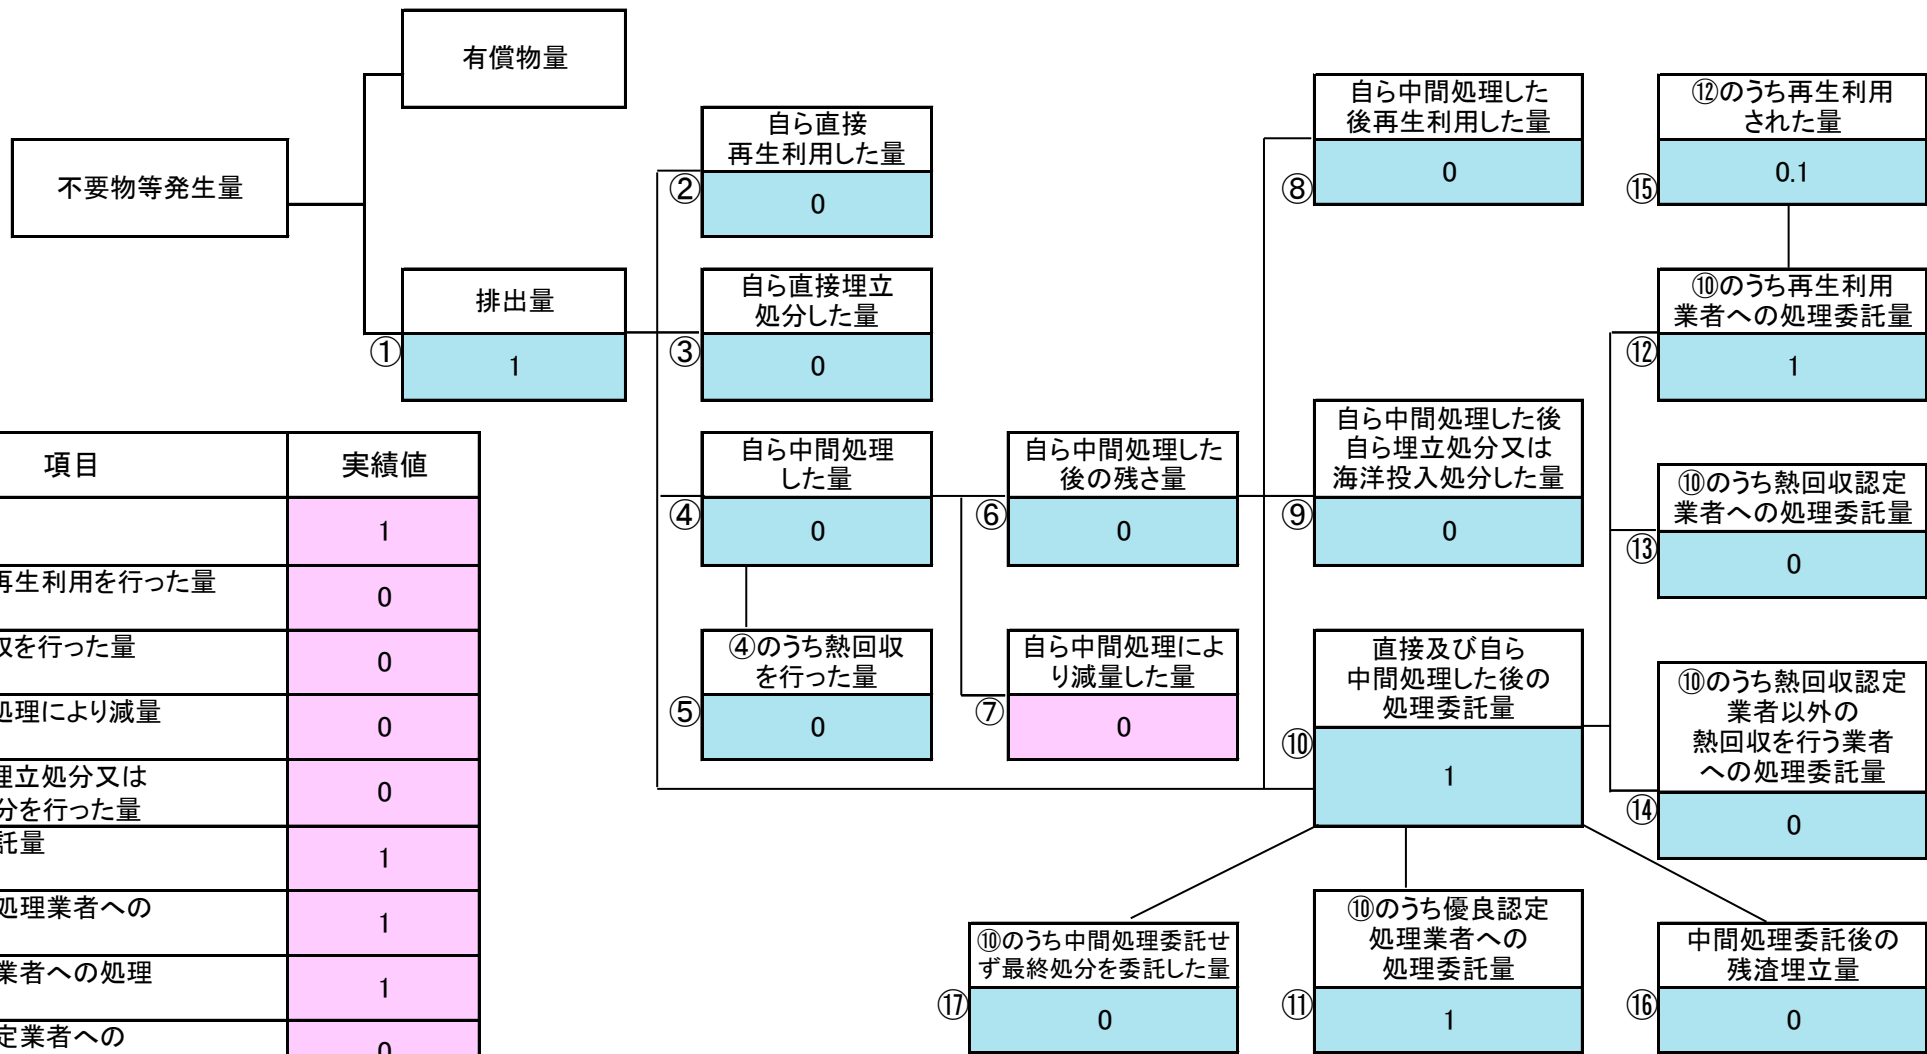 有償物量
不要物等発生量
排出量
①
1
自ら直接
再生利用した量
②
0
自ら直接埋立
処分した量
③
0
自ら中間処理
した量
④
0
④のうち熱回収
を行った量
⑤
0
自ら中間処理した
後の残さ量
⑥
0
自ら中間処理によ
り減量した量
⑦
0
自ら中間処理した
後再生利用した量
⑧
0
自ら中間処理した後
自ら埋立処分又は
海洋投入処分した量
⑨
0
直接及び自ら
中間処理した後の
処理委託量
⑩
1
⑫のうち再生利用
された量
⑮
0.1
⑩のうち再生利用
業者への処理委託量
⑫
1
⑩のうち熱回収認定
業者への処理委託量
⑬
0
⑩のうち熱回収認定
業者以外の
熱回収を行う業者
への処理委託量
⑭
0
⑩のうち中間処理委託せ
ず最終処分を委託した量
⑰
0
⑩のうち優良認定
処理業者への
処理委託量
⑪
1
中間処理委託後の
残渣埋立量
⑯
0
項目 実績値
1
再生利用を行った量 0
収を行った量 0
処理により減量 0
埋立処分又は
分を行った量 0
託量 1
処理業者への 1
業者への処理 1
定業者への 0